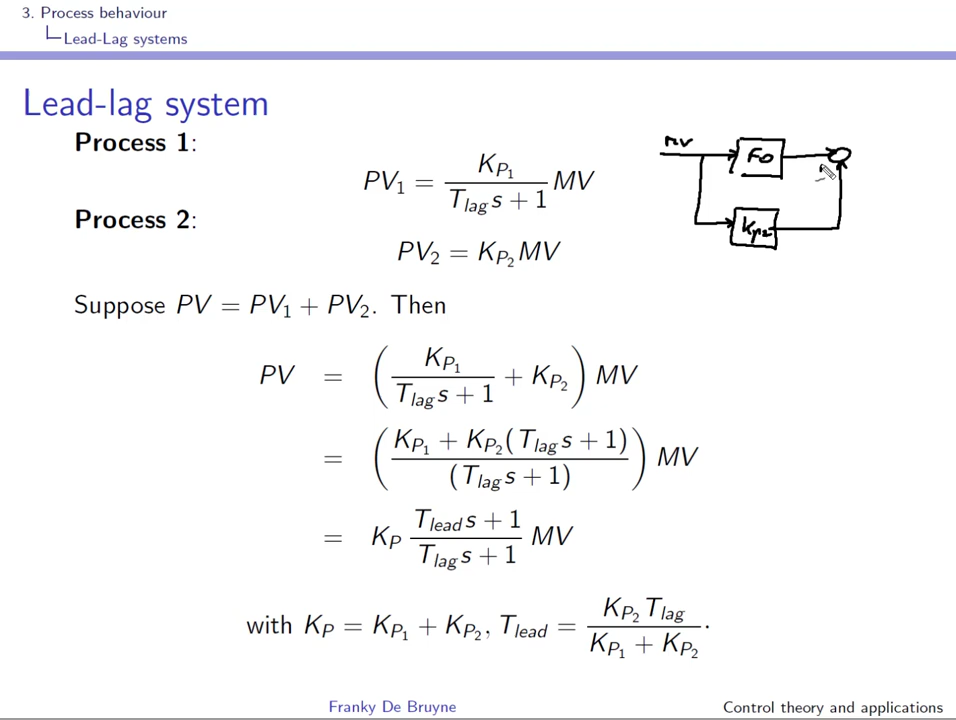 3. Process behaviour
Lead-Lag systems
Lead-lag system
Process 1:
PV₁ = K_{P₁} / (T_{lag} s + 1) MV
Process 2:
PV₂ = K_{P₂} MV
MV
FO
Kp2
Suppose PV = PV₁ + PV₂. Then
PV = ( K_{P₁} / (T_{lag} s + 1) + K_{P₂} ) MV
= ( (K_{P₁} + K_{P₂}(T_{lag} s + 1)) / (T_{lag} s + 1) ) MV
= K_P (T_{lead} s + 1) / (T_{lag} s + 1) MV
with K_P = K_{P₁} + K_{P₂}, T_{lead} = K_{P₂} T_{lag} / (K_{P₁} + K_{P₂}).
Franky De Bruyne
Control theory and applications